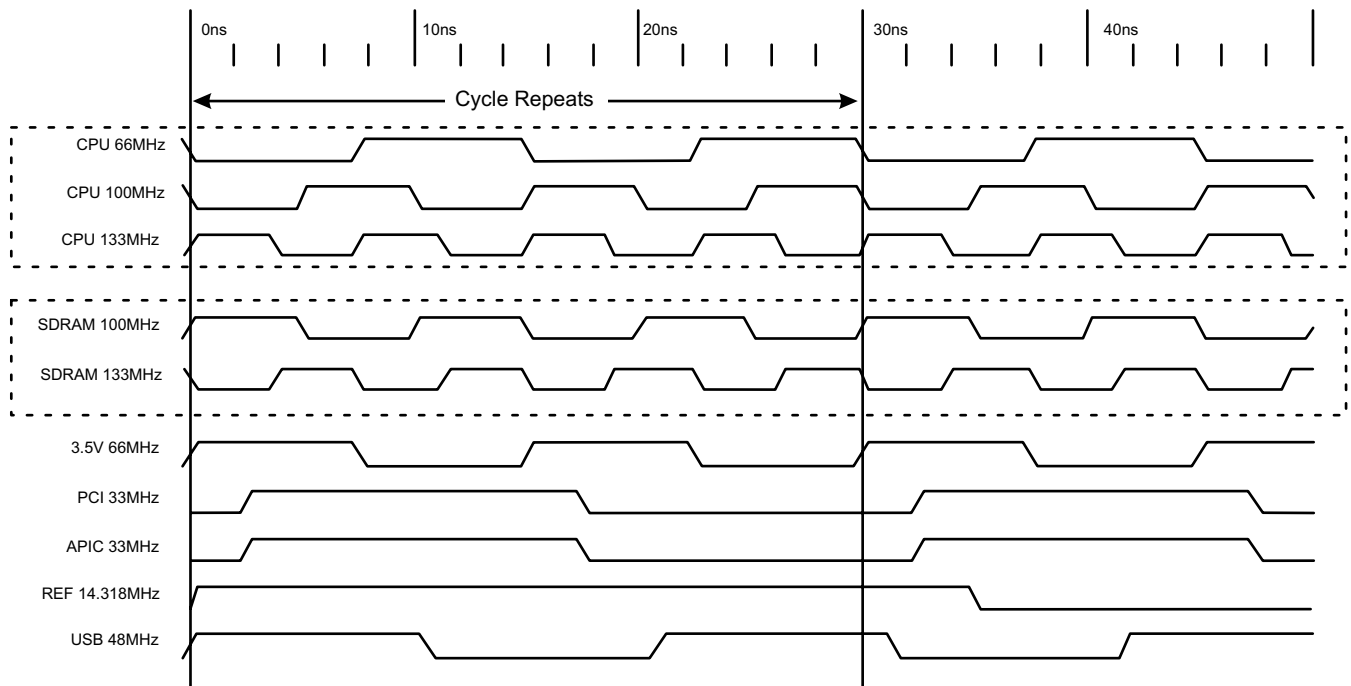 0ns
10ns
20ns
30ns
40ns
Cycle Repeats
CPU 66MHz
CPU 100MHz
CPU 133MHz
SDRAM 100MHz
SDRAM 133MHz
3.5V 66MHz
PCI 33MHz
APIC 33MHz
REF 14.318MHz
USB 48MHz